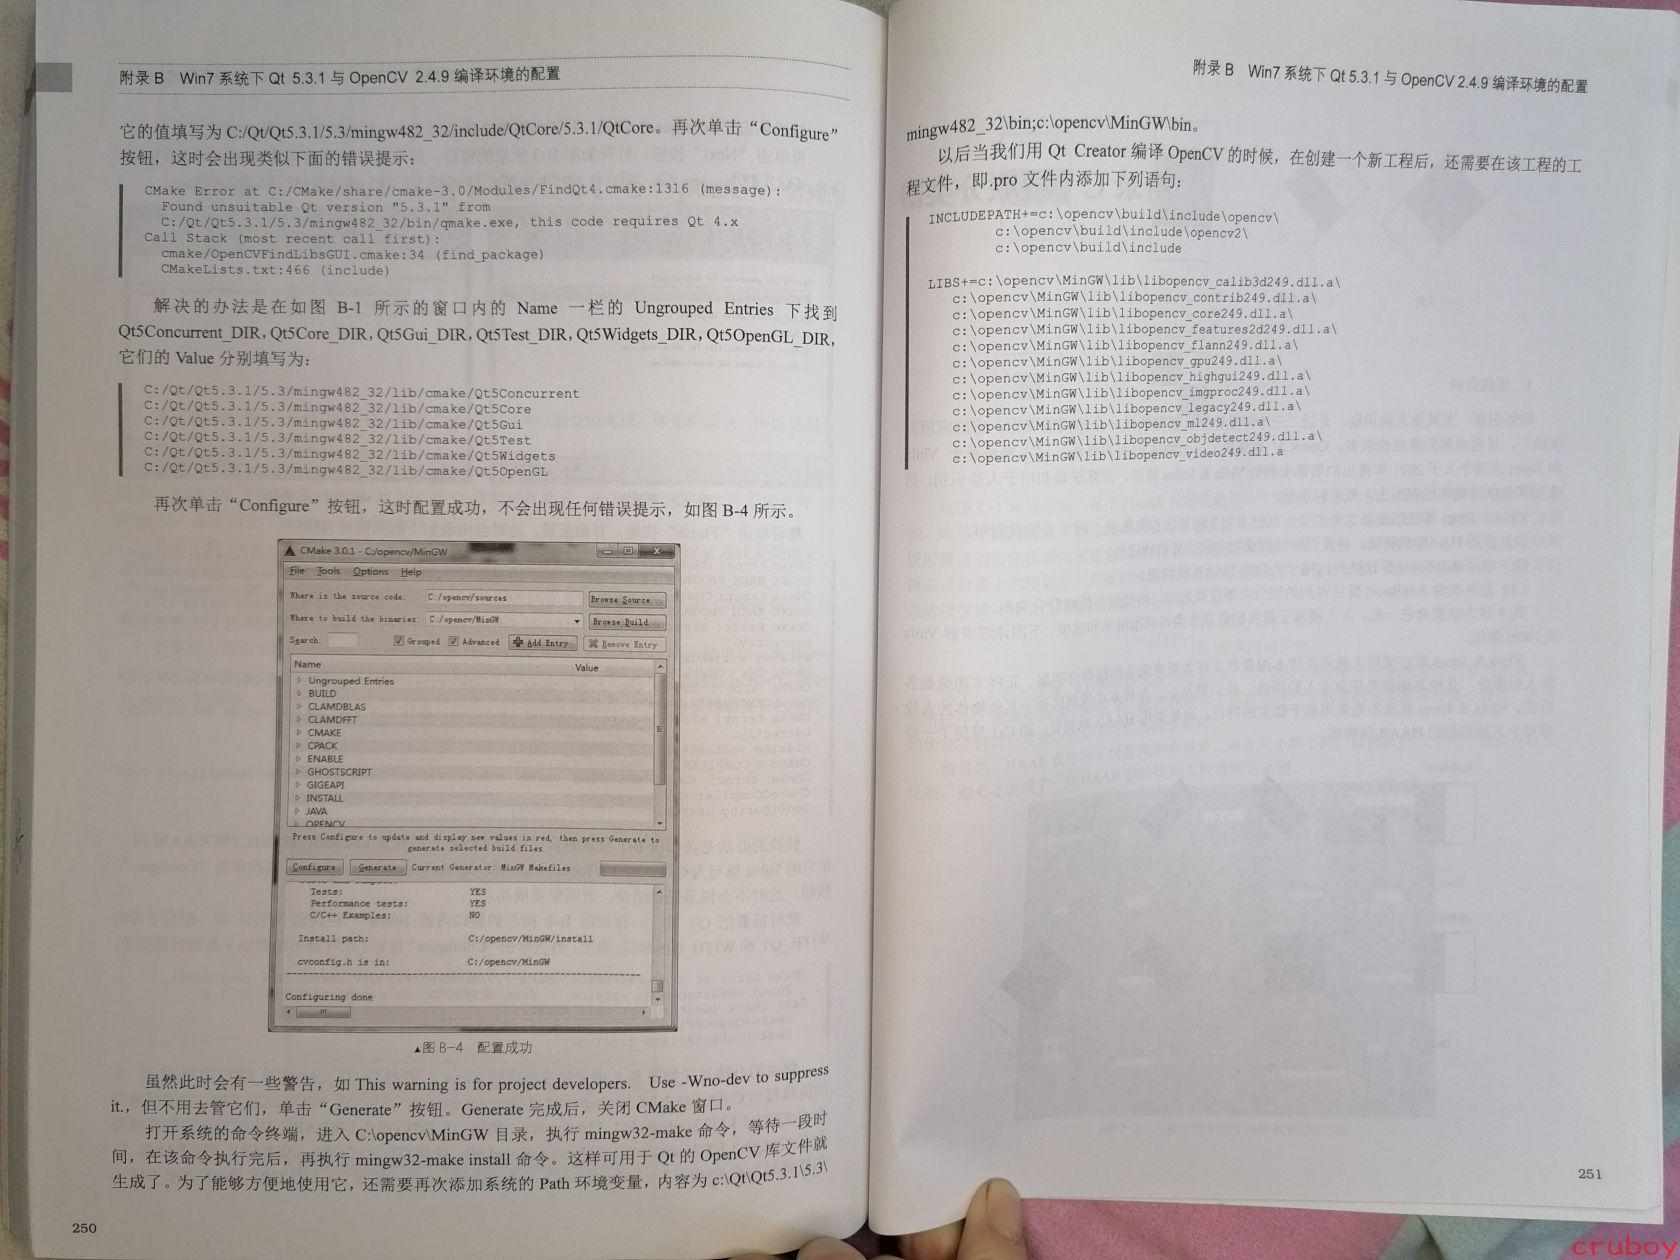 附录 B Win7 系统下 Qt 5.3.1 与 OpenCV 2.4.9 编译环境的配置
它的值填写为 C:/Qt/Qt5.3.1/5.3/mingw482_32/include/QtCore/5.3.1/QtCore。再次单击“Configure”
按钮，这时会出现类似下面的错误提示：
CMake Error at C:/CMake/share/cmake-3.0/Modules/FindQt4.cmake:1316 (message):
Found unsuitable Qt version "5.3.1" from
C:/Qt/Qt5.3.1/5.3/mingw482_32/bin/qmake.exe, this code requires Qt 4.x
Call Stack (most recent call first):
cmake/OpenCVFindLibsGUI.cmake:34 (find_package)
CMakeLists.txt:466 (include)
解决的办法是在如图 B-1 所示的窗口内的 Name 一栏的 Ungrouped Entries 下找到
Qt5Concurrent_DIR，Qt5Core_DIR，Qt5Gui_DIR，Qt5Test_DIR，Qt5Widgets_DIR，Qt5OpenGL_DIR，
它们的 Value 分别填写为：
C:/Qt/Qt5.3.1/5.3/mingw482_32/lib/cmake/Qt5Concurrent
C:/Qt/Qt5.3.1/5.3/mingw482_32/lib/cmake/Qt5Core
C:/Qt/Qt5.3.1/5.3/mingw482_32/lib/cmake/Qt5Gui
C:/Qt/Qt5.3.1/5.3/mingw482_32/lib/cmake/Qt5Test
C:/Qt/Qt5.3.1/5.3/mingw482_32/lib/cmake/Qt5Widgets
C:/Qt/Qt5.3.1/5.3/mingw482_32/lib/cmake/Qt5OpenGL
再次单击“Configure”按钮，这时配置成功，不会出现任何错误提示，如图 B-4 所示。
CMake 3.0.1 - C:/opencv/MinGW
File Tools Options Help
Where is the source code: C:/opencv/sources Browse Source...
Where to build the binaries: C:/opencv/MinGW Browse Build...
Search: Grouped Advanced Add Entry Remove Entry
Name Value
Ungrouped Entries
BUILD
CLAMDBLAS
CLAMDFFT
CMAKE
CPACK
ENABLE
GHOSTSCRIPT
GIGEAPI
INSTALL
JAVA
OPENCV
Press Configure to update and display new values in red, then press Generate to
generate selected build files.
Configure Generate Current Generator: MinGW Makefiles
Tests: YES
Performance tests: YES
C/C++ Examples: NO
Install path: C:/opencv/MinGW/install
cvconfig.h is in: C:/opencv/MinGW
Configuring done
▲图 B-4 配置成功
虽然此时会有一些警告，如 This warning is for project developers. Use -Wno-dev to suppress
it.，但不用去管它们，单击“Generate”按钮。Generate 完成后，关闭 CMake 窗口。
打开系统的命令终端，进入 C:\opencv\MinGW 目录，执行 mingw32-make 命令，等待一段时
间，在该命令执行完后，再执行 mingw32-make install 命令。这样可用于 Qt 的 OpenCV 库文件就
生成了。为了能够方便地使用它，还需要再次添加系统的 Path 环境变量，内容为 c:\Qt\Qt5.3.1\5.3\
250
附录 B Win7 系统下 Qt 5.3.1 与 OpenCV 2.4.9 编译环境的配置
mingw482_32\bin;c:\opencv\MinGW\bin。
以后当我们用 Qt Creator 编译 OpenCV 的时候，在创建一个新工程后，还需要在该工程的工
程文件，即.pro 文件内添加下列语句：
INCLUDEPATH+=c:\opencv\build\include\opencv\
c:\opencv\build\include\opencv2\
c:\opencv\build\include
LIBS+=c:\opencv\MinGW\lib\libopencv_calib3d249.dll.a\
c:\opencv\MinGW\lib\libopencv_contrib249.dll.a\
c:\opencv\MinGW\lib\libopencv_core249.dll.a\
c:\opencv\MinGW\lib\libopencv_features2d249.dll.a\
c:\opencv\MinGW\lib\libopencv_flann249.dll.a\
c:\opencv\MinGW\lib\libopencv_gpu249.dll.a\
c:\opencv\MinGW\lib\libopencv_highgui249.dll.a\
c:\opencv\MinGW\lib\libopencv_imgproc249.dll.a\
c:\opencv\MinGW\lib\libopencv_legacy249.dll.a\
c:\opencv\MinGW\lib\libopencv_ml249.dll.a\
c:\opencv\MinGW\lib\libopencv_objdetect249.dll.a\
c:\opencv\MinGW\lib\libopencv_video249.dll.a
251
cruboy